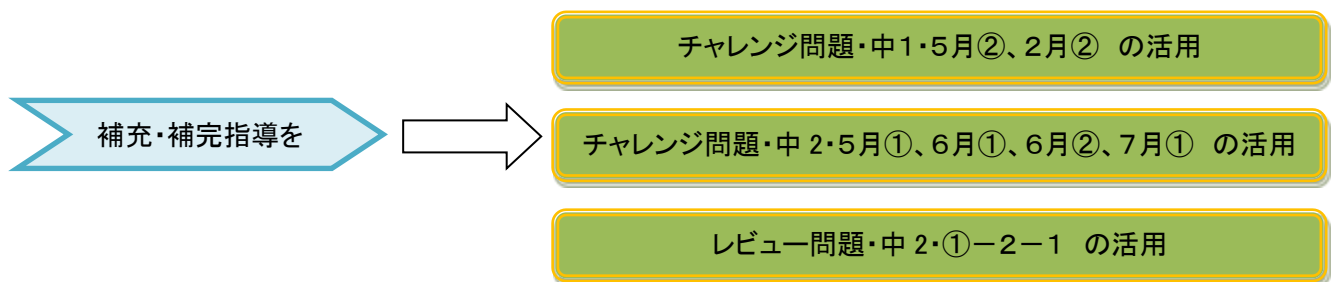 チャレンジ問題・中１・５月②、２月②　の活用
補充・補完指導を
チャレンジ問題・中 2・５月①、６月①、６月②、７月①　の活用
レビュー問題・中 2・①－２－１　の活用